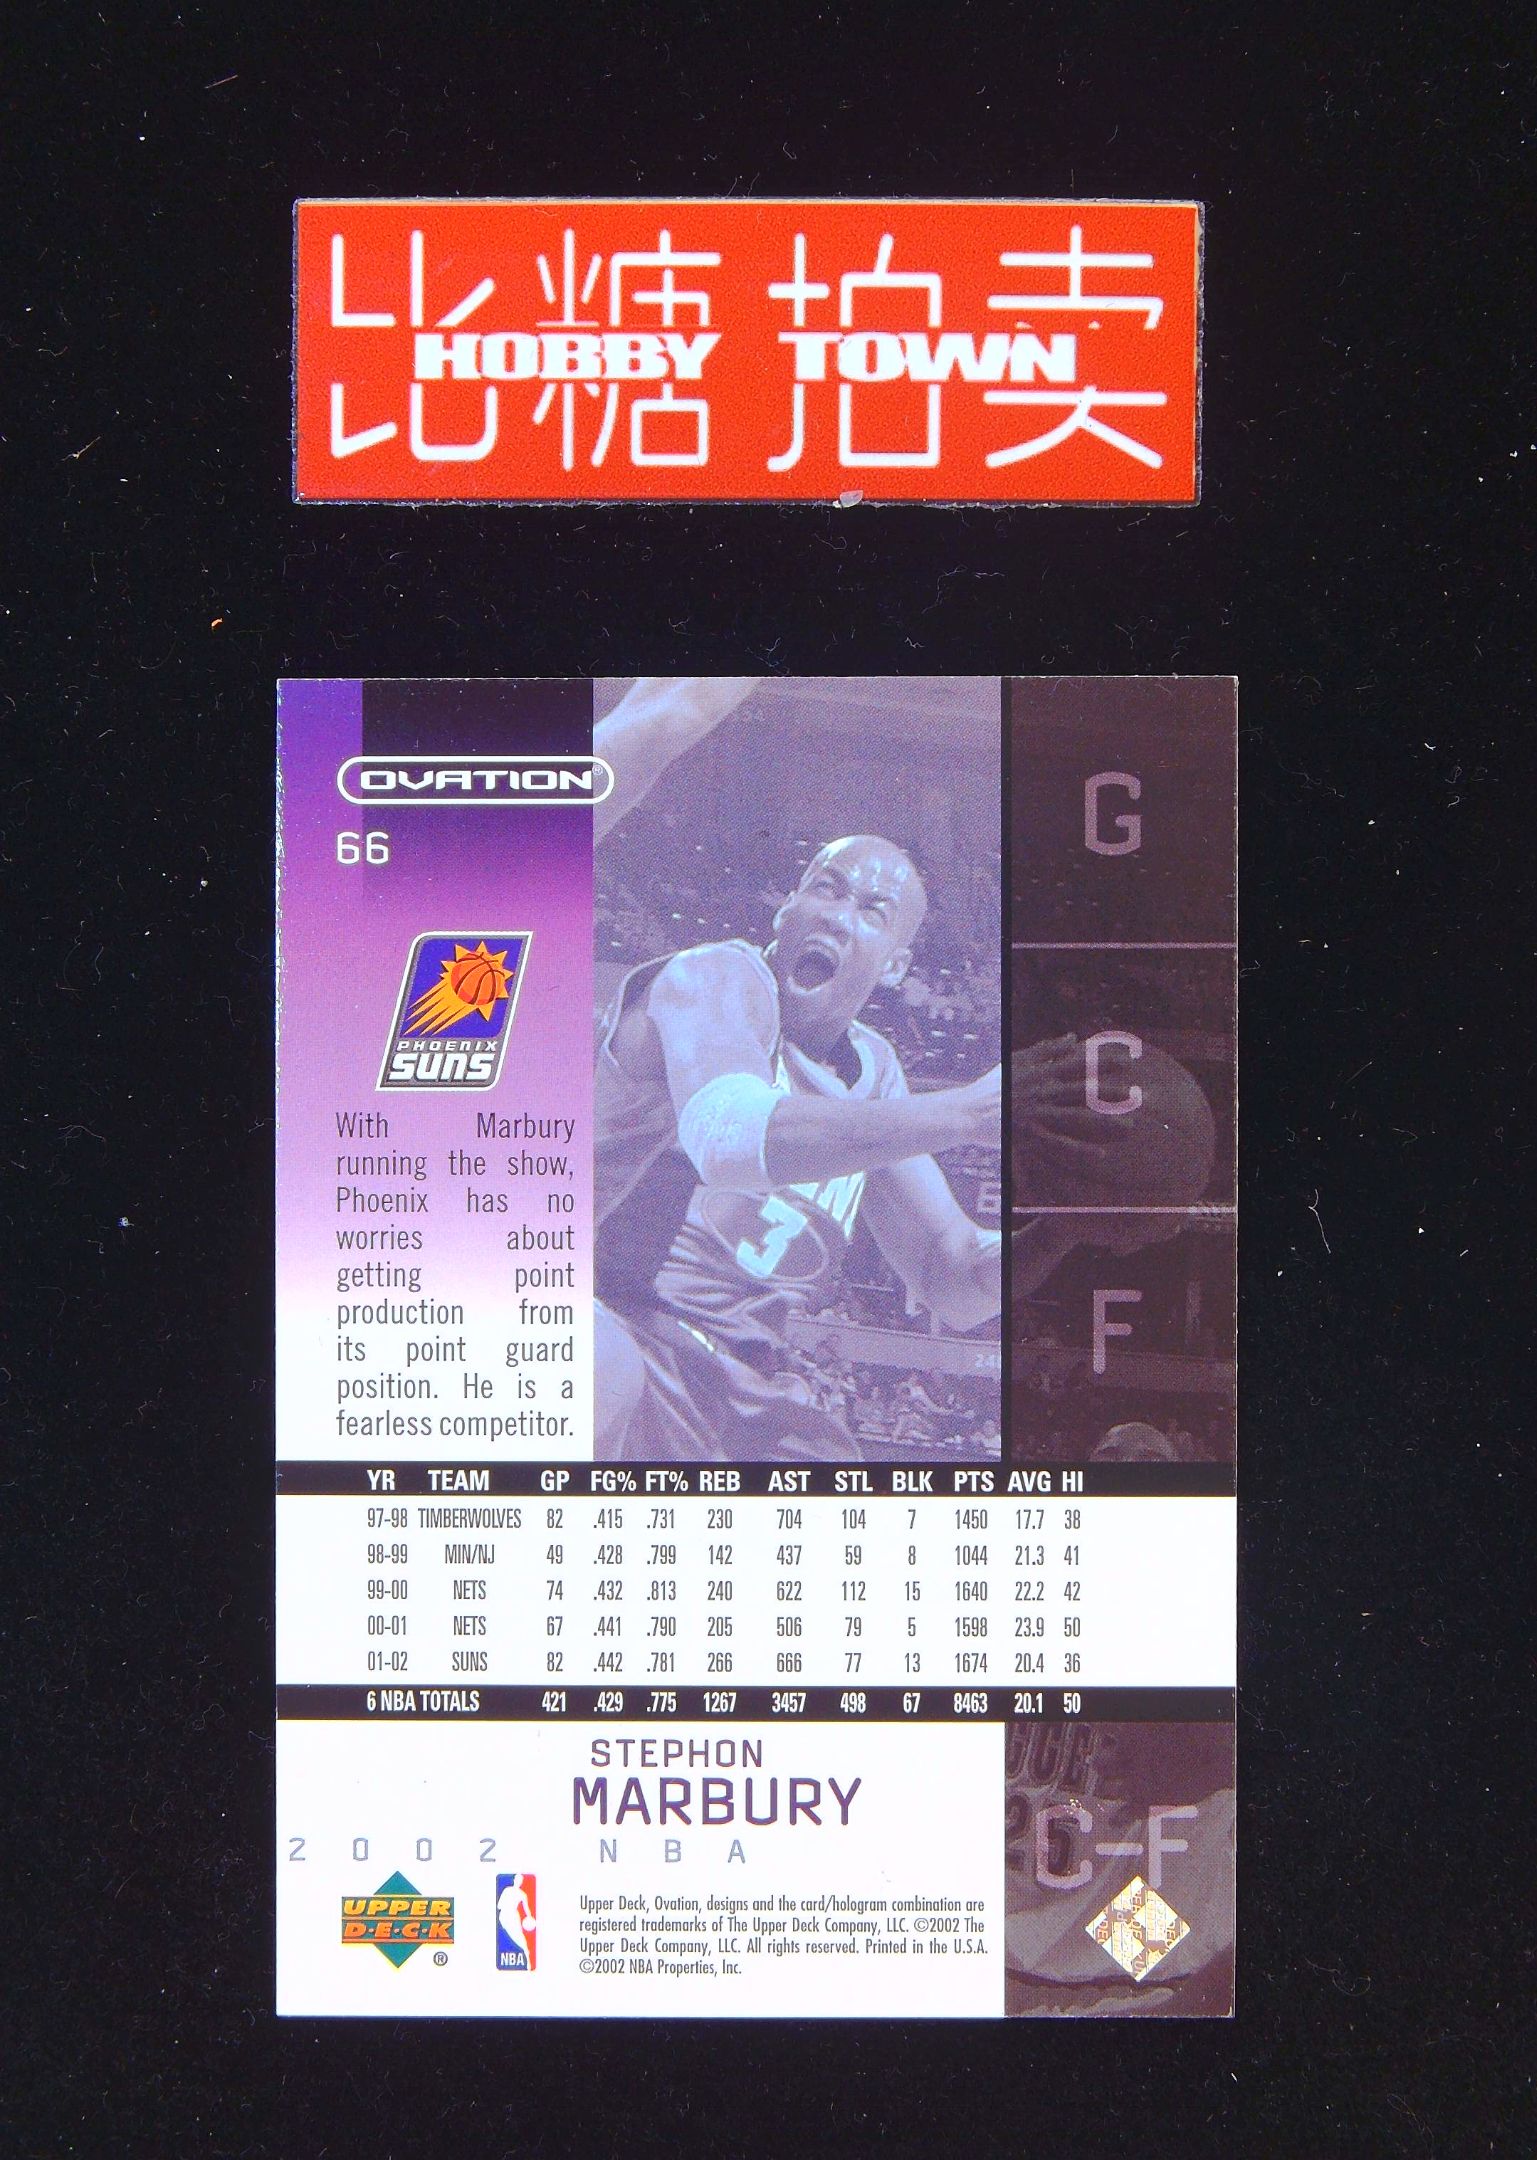 比糖拍卖
HOBBY TOWN
OVATION®
66
PHOENIX
SUNS
With Marbury
running the show,
Phoenix has no
worries about
getting point
production from
its point guard
position. He is a
fearless competitor.
3
24
G
C
F
YR TEAM GP FG% FT% REB AST STL BLK PTS AVG HI
97-98 TIMBERWOLVES 82 .415 .731 230 704 104 7 1450 17.7 38
98-99 MIN/NJ 49 .428 .799 142 437 59 8 1044 21.3 41
99-00 NETS 74 .432 .813 240 622 112 15 1640 22.2 42
00-01 NETS 67 .441 .790 205 506 79 5 1598 23.9 50
01-02 SUNS 82 .442 .781 266 666 77 13 1674 20.4 36
6 NBA TOTALS 421 .429 .775 1267 3457 498 67 8463 20.1 50
STEPHON
MARBURY
2002 NBA
C-F
UPPER
D·E·C·K
®
NBA
Upper Deck, Ovation, designs and the card/hologram combination are
registered trademarks of The Upper Deck Company, LLC. ©2002 The
Upper Deck Company, LLC. All rights reserved. Printed in the U.S.A.
©2002 NBA Properties, Inc.